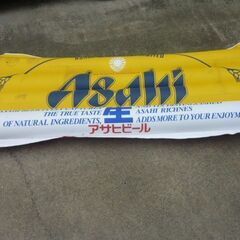 Asahi
THE TRUE TASTE 生 ASAHI RICHNES
OF NATURAL INGREDIENTS, ADDS MORE TO YOUR ENJOYM
アサヒビール